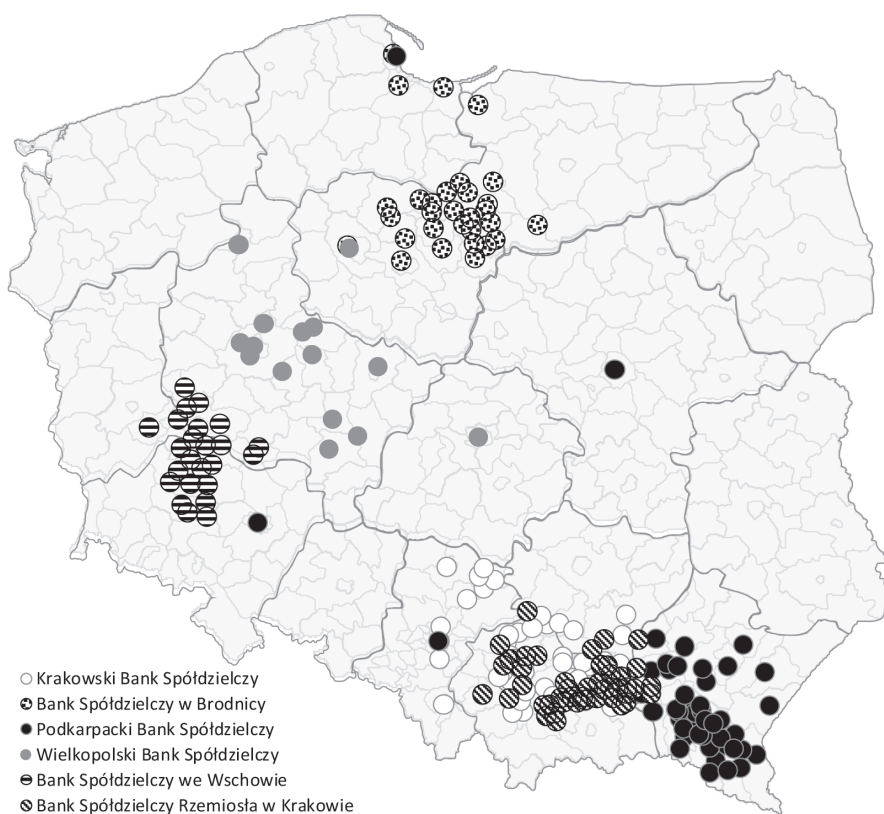 Krakowski Bank Spółdzielczy
Bank Spółdzielczy w Brodnicy
Podkarpacki Bank Spółdzielczy
Wielkopolski Bank Spółdzielczy
Bank Spółdzielczy we Wschowie
Bank Spółdzielczy Rzemiosła w Krakowie